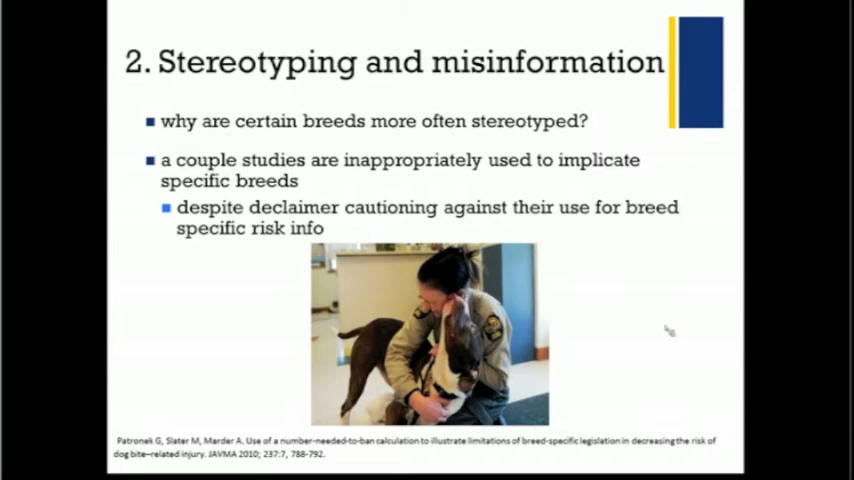 2. Stereotyping and misinformation
why are certain breeds more often stereotyped?
a couple studies are inappropriately used to implicate
specific breeds
despite declaimer cautioning against their use for breed
specific risk info
Patronek G, Slater M, Marder A. Use of a number-needed-to-ban calculation to illustrate limitations of breed-specific legislation in decreasing the risk of
dog bite–related injury. JAVMA 2010; 237:7, 788-792.